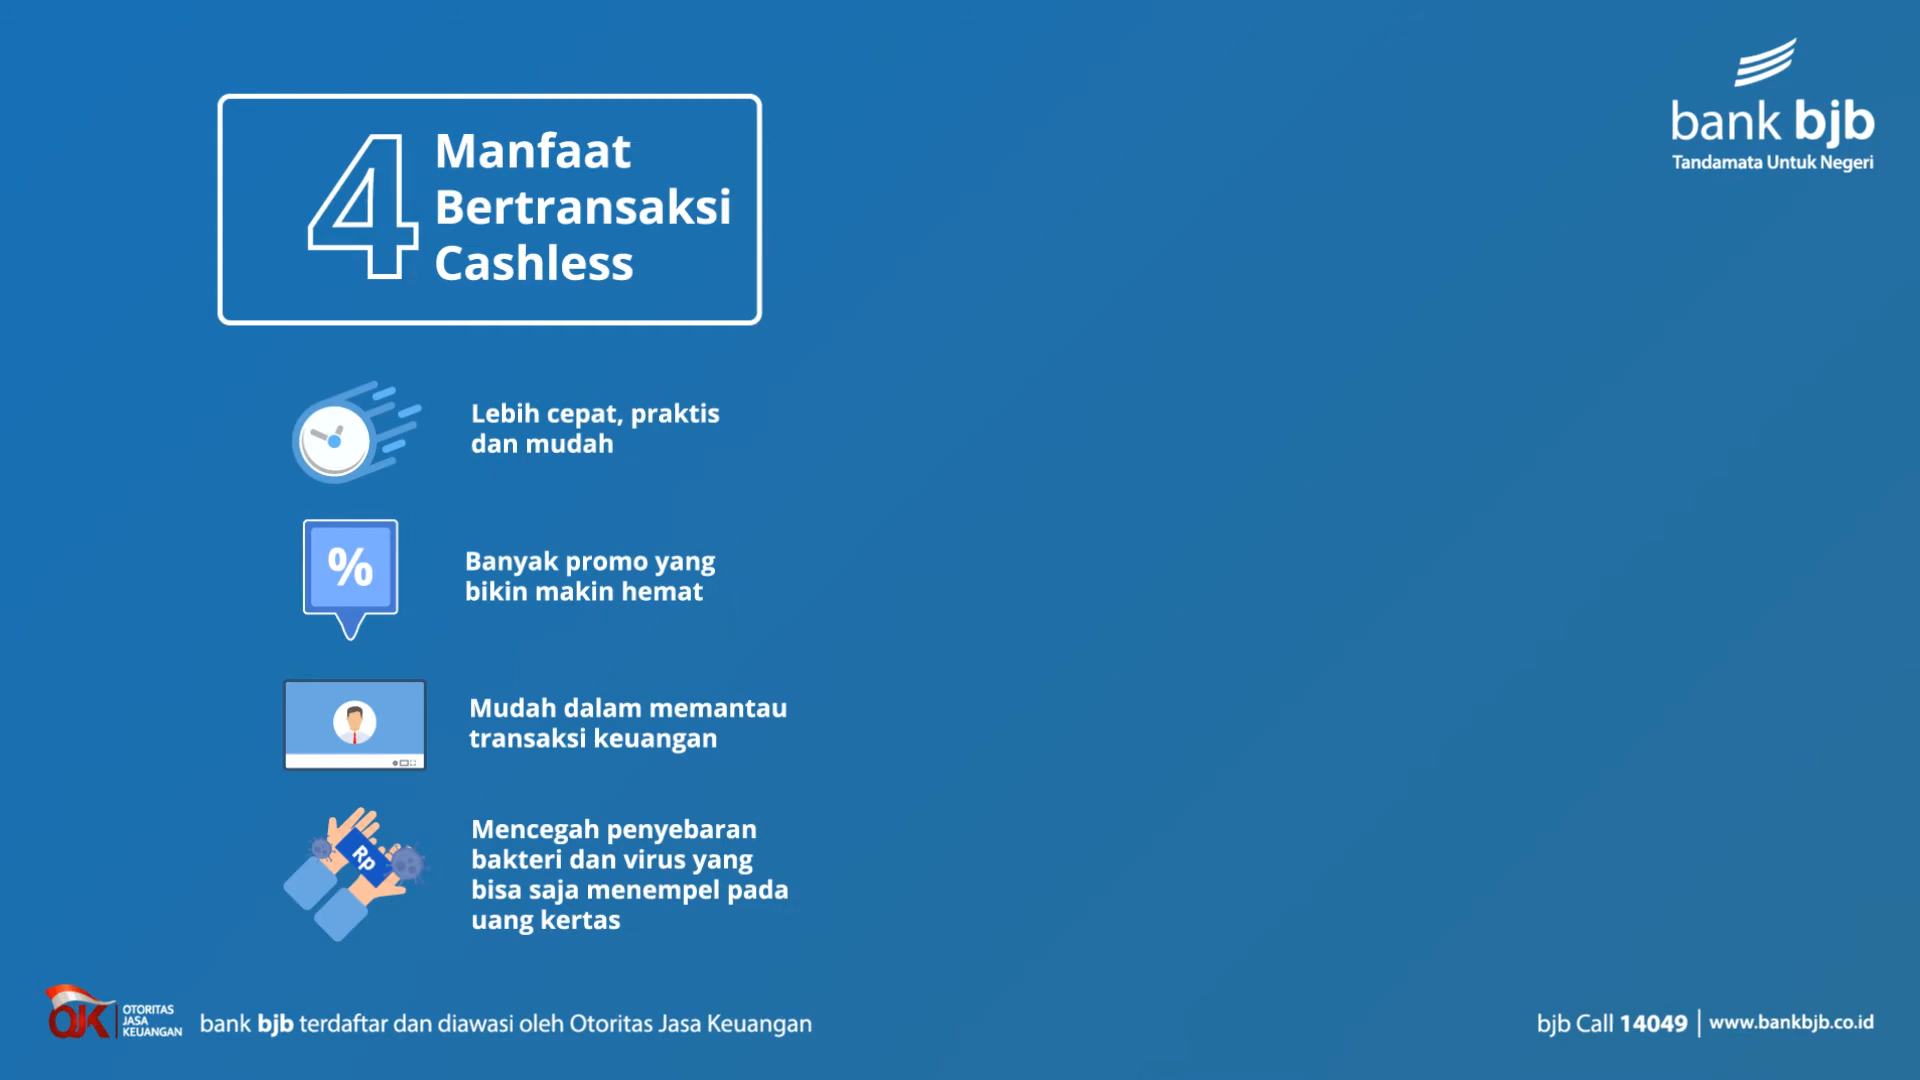 bank bjb
Tandamata Untuk Negeri
4
Manfaat
Bertransaksi
Cashless
Lebih cepat, praktis
dan mudah
%
Banyak promo yang
bikin makin hemat
Mudah dalam memantau
transaksi keuangan
Rp
Mencegah penyebaran
bakteri dan virus yang
bisa saja menempel pada
uang kertas
OJK
OTORITAS
JASA
KEUANGAN
bank bjb terdaftar dan diawasi oleh Otoritas Jasa Keuangan
bjb Call 14049 | www.bankbjb.co.id